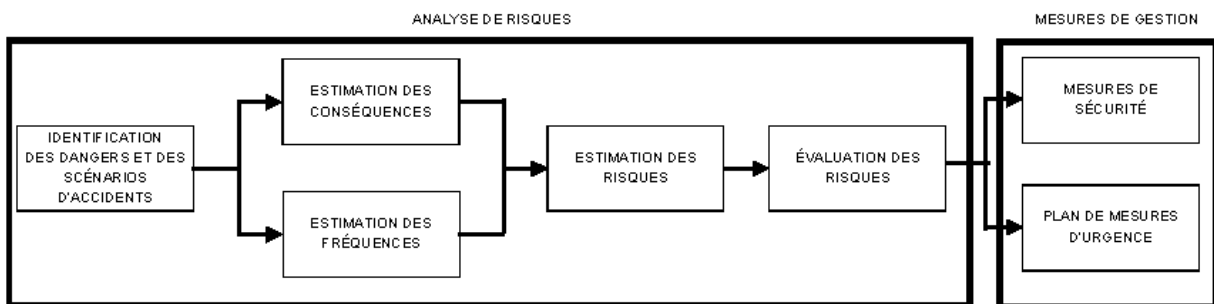 ANALYSE DE RISQUES
MESURES DE GESTION
IDENTIFICATION
DES DANGERS ET DES
SCÉNARIOS
D'ACCIDENTS
ESTIMATION DES
CONSÉQUENCES
ESTIMATION DES
FRÉQUENCES
ESTIMATION DES
RISQUES
ÉVALUATION DES
RISQUES
MESURES DE
SÉCURITÉ
PLAN DE MESURES
D'URGENCE